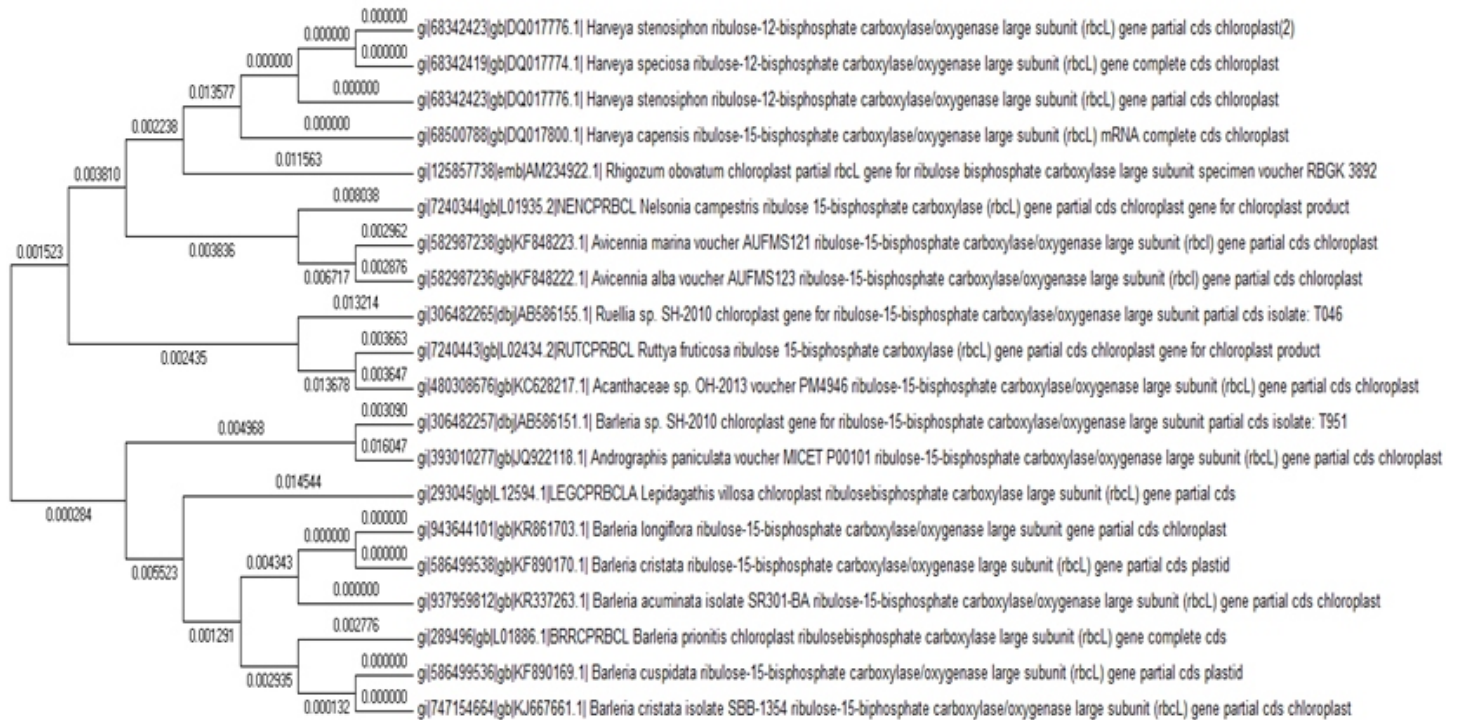 0.000000
0.000000
gi|68342423|gb|DQ017776.1| Harveya stenosiphon ribulose-12-bisphosphate carboxylase/oxygenase large subunit (rbcL) gene partial cds chloroplast(2)
0.000000
0.000000
gi|68342419|gb|DQ017774.1| Harveya speciosa ribulose-12-bisphosphate carboxylase/oxygenase large subunit (rbcL) gene complete cds chloroplast
0.013577
0.000000
gi|68342423|gb|DQ017776.1| Harveya stenosiphon ribulose-12-bisphosphate carboxylase/oxygenase large subunit (rbcL) gene partial cds chloroplast
0.002238
0.000000
gi|68500788|gb|DQ017800.1| Harveya capensis ribulose-15-bisphosphate carboxylase/oxygenase large subunit (rbcL) mRNA complete cds chloroplast
0.003810
0.011563
gi|125857738|emb|AM234922.1| Rhigozum obovatum chloroplast partial rbcL gene for ribulose bisphosphate carboxylase large subunit specimen voucher RBGK 3892
0.008038
gi|7240344|gb|L01935.2|NENCPRBCL Nelsonia campestris ribulose 15-bisphosphate carboxylase (rbcL) gene partial cds chloroplast gene for chloroplast product
0.001523
0.003836
0.002962
gi|582987238|gb|KF848223.1| Avicennia marina voucher AUFMS121 ribulose-15-bisphosphate carboxylase/oxygenase large subunit (rbcl) gene partial cds chloroplast
0.006717
0.002876
gi|582987236|gb|KF848222.1| Avicennia alba voucher AUFMS123 ribulose-15-bisphosphate carboxylase/oxygenase large subunit (rbcl) gene partial cds chloroplast
0.013214
gi|306482265|dbj|AB586155.1| Ruellia sp. SH-2010 chloroplast gene for ribulose-15-bisphosphate carboxylase/oxygenase large subunit partial cds isolate: T046
0.002435
0.003663
gi|7240443|gb|L02434.2|RUTCPRBCL Ruttya fruticosa ribulose 15-bisphosphate carboxylase (rbcL) gene partial cds chloroplast gene for chloroplast product
0.013678
0.003647
gi|480308676|gb|KC628217.1| Acanthaceae sp. OH-2013 voucher PM4946 ribulose-15-bisphosphate carboxylase/oxygenase large subunit (rbcL) gene partial cds chloroplast
0.004968
0.003090
gi|306482257|dbj|AB586151.1| Barleria sp. SH-2010 chloroplast gene for ribulose-15-bisphosphate carboxylase/oxygenase large subunit partial cds isolate: T951
0.016047
gi|393010277|gb|JQ922118.1| Andrographis paniculata voucher MICET P00101 ribulose-15-bisphosphate carboxylase/oxygenase large subunit (rbcL) gene partial cds chloroplast
0.000284
0.014544
gi|293045|gb|L12594.1|LEGCPRBCLA Lepidagathis villosa chloroplast ribulosebisphosphate carboxylase large subunit (rbcL) gene partial cds
0.000000
0.000000
gi|943644101|gb|KR861703.1| Barleria longiflora ribulose-15-bisphosphate carboxylase/oxygenase large subunit gene partial cds chloroplast
0.005523
0.004343
0.000000
gi|586499538|gb|KF890170.1| Barleria cristata ribulose-15-bisphosphate carboxylase/oxygenase large subunit (rbcL) gene partial cds plastid
0.000000
gi|937959812|gb|KR337263.1| Barleria acuminata isolate SR301-BA ribulose-15-bisphosphate carboxylase/oxygenase large subunit (rbcL) gene partial cds chloroplast
0.001291
0.002776
gi|289496|gb|L01886.1|BRRCPRBCL Barleria prionitis chloroplast ribulosebisphosphate carboxylase large subunit (rbcL) gene complete cds
0.002935
0.000000
gi|586499536|gb|KF890169.1| Barleria cuspidata ribulose-15-bisphosphate carboxylase/oxygenase large subunit (rbcL) gene partial cds plastid
0.000132
0.000000
gi|747154664|gb|KJ667661.1| Barleria cristata isolate SBB-1354 ribulose-15-biphosphate carboxylase/oxygenase large subunit (rbcL) gene partial cds chloroplast